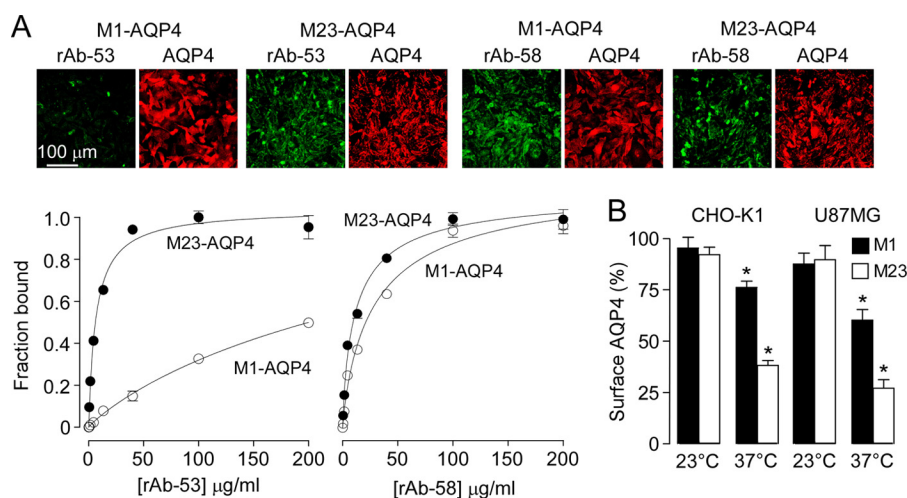 A
M1-AQP4 M23-AQP4 M1-AQP4 M23-AQP4
rAb-53 AQP4 rAb-53 AQP4 rAb-58 AQP4 rAb-58 AQP4
100 μm
Fraction bound
1.0
0.8
0.6
0.4
0.2
0
M23-AQP4
M1-AQP4
0 50 100 150 200
[rAb-53] μg/ml
M23-AQP4
M1-AQP4
0 50 100 150 200
[rAb-58] μg/ml
B
CHO-K1 U87MG
M1
M23
Surface AQP4 (%)
100
75
50
25
0
* * * *
23°C 37°C 23°C 37°C